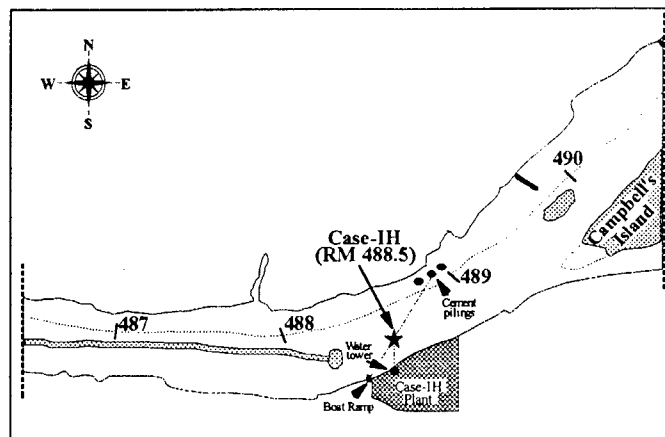 N
W E
S
490
Campbell's
Island
Case-IH
(RM 488.5)
489
Cement
pilings
487
488
Water
tower
Case-IH
Plant
Boat Ramp